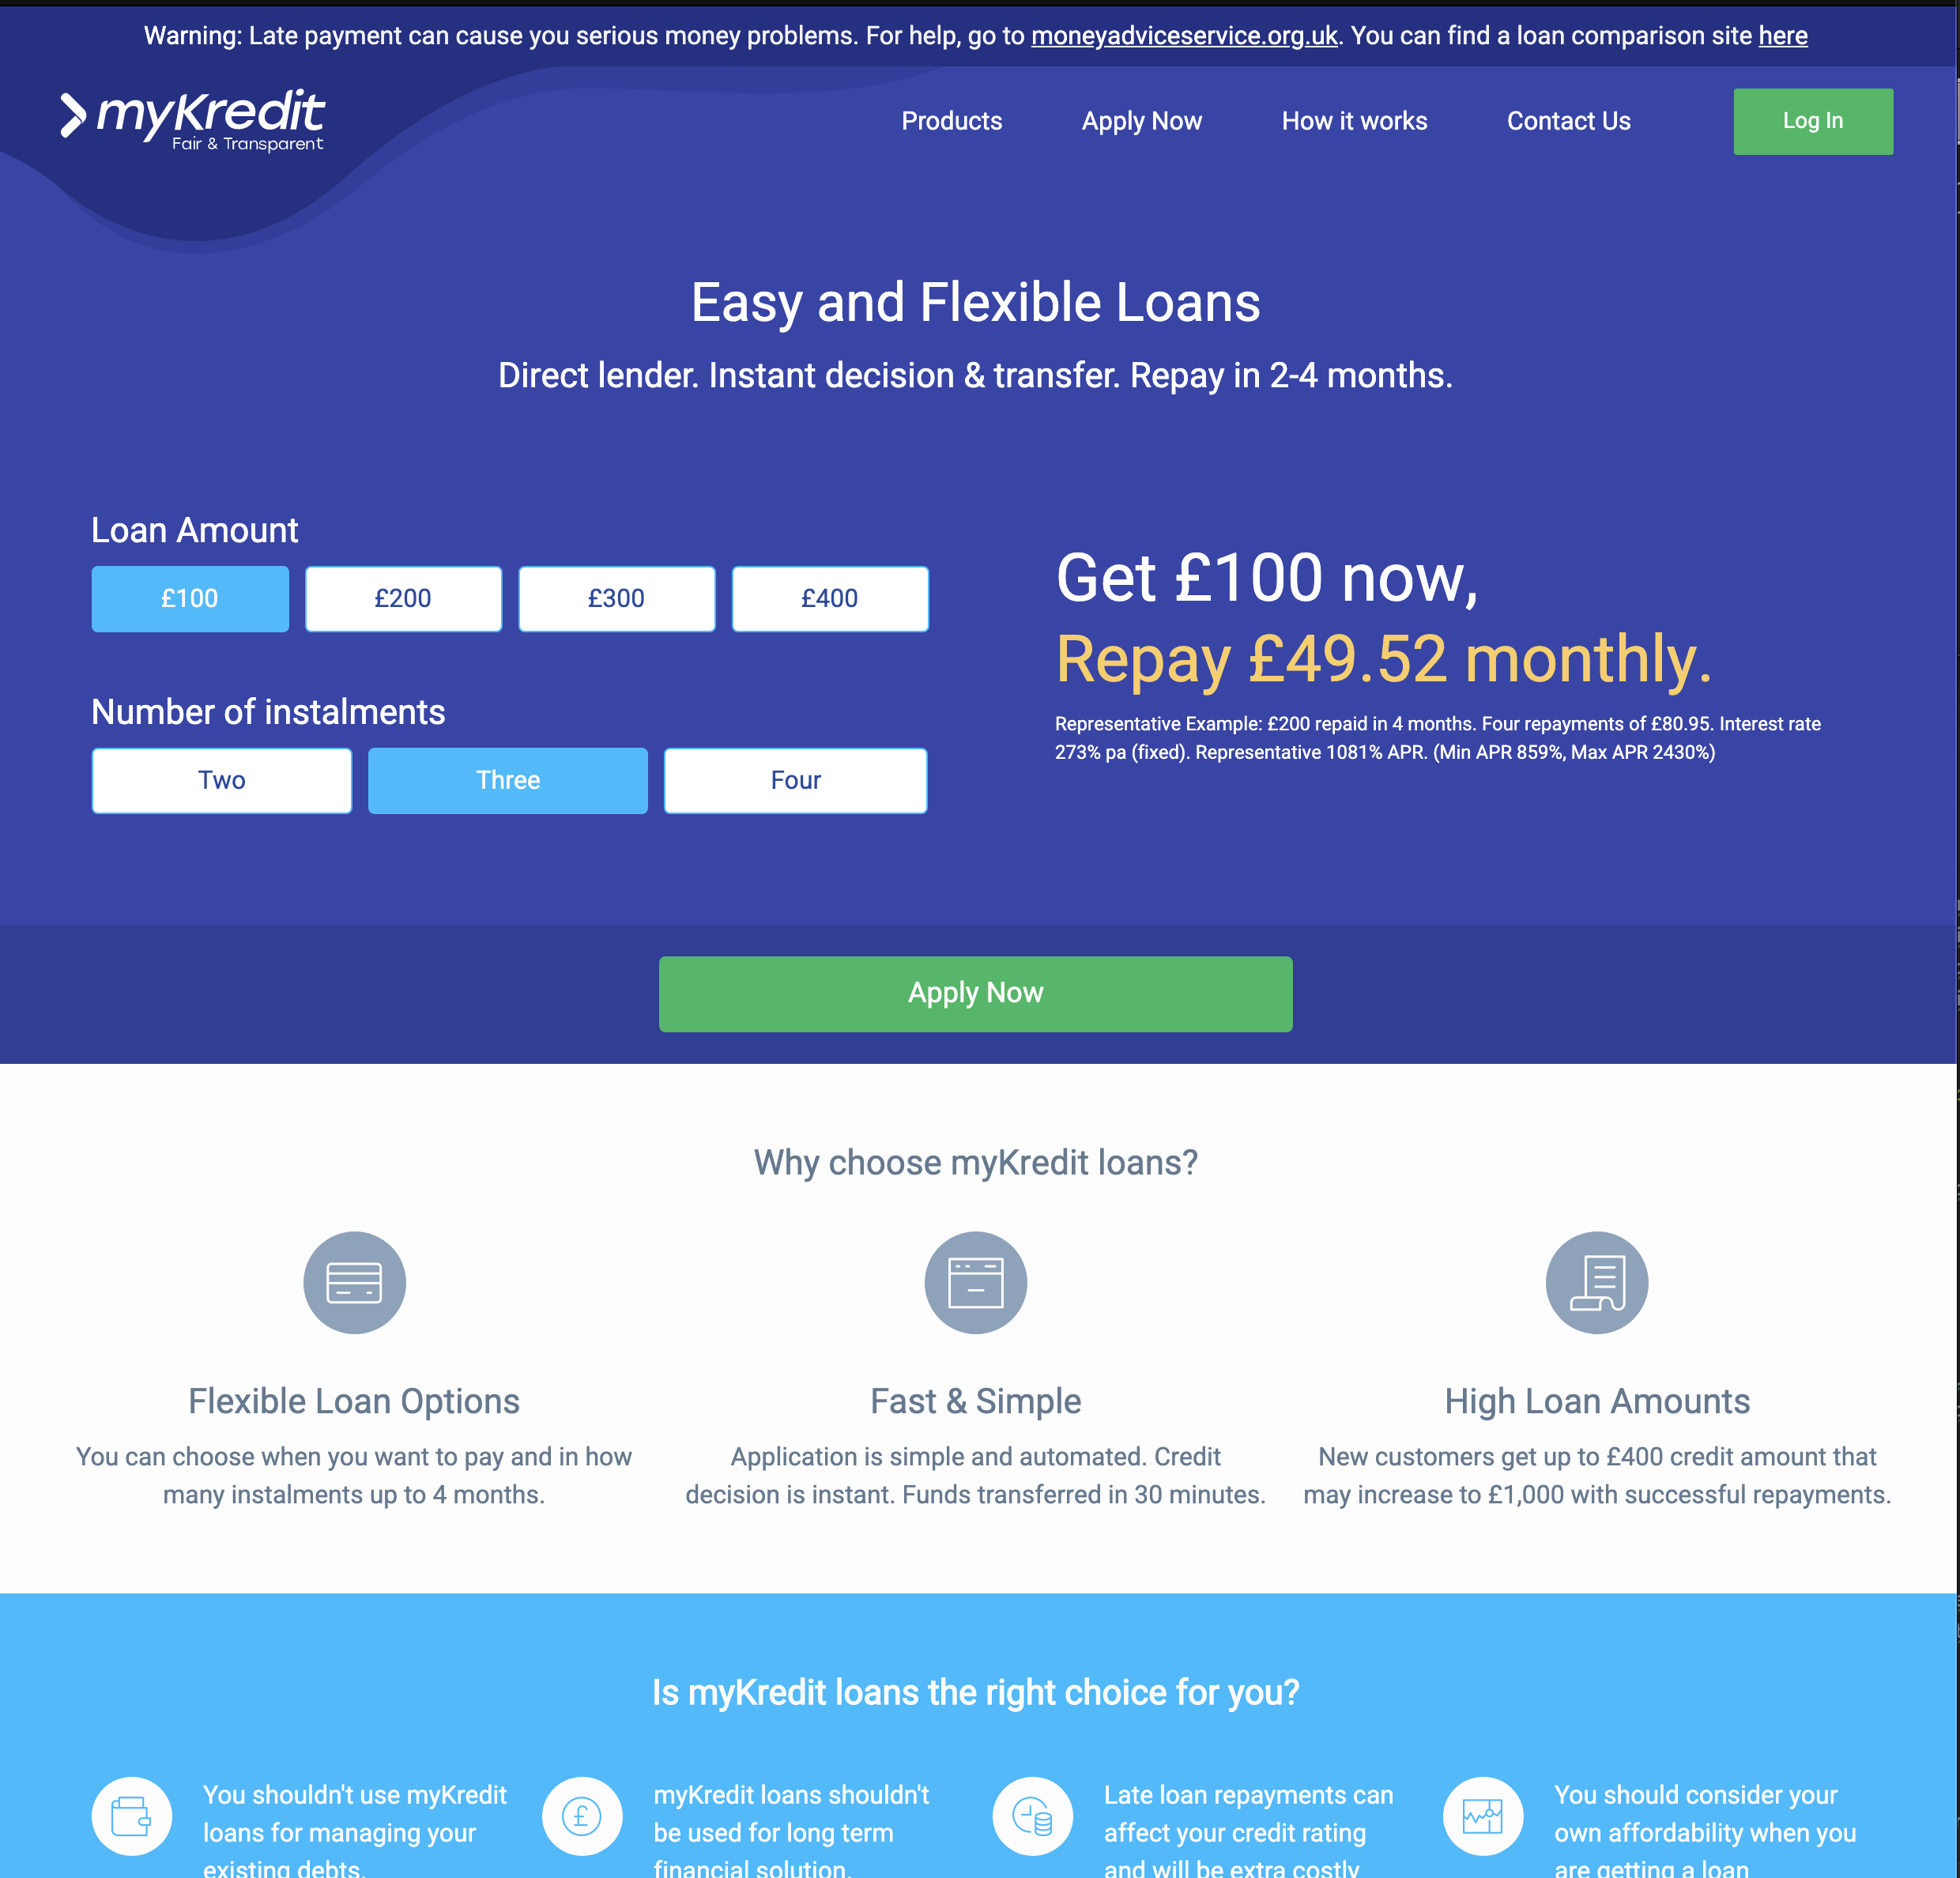 Warning: Late payment can cause you serious money problems. For help, go to moneyadviceservice.org.uk. You can find a loan comparison site here
myKredit
Fair & Transparent
Products
Apply Now
How it works
Contact Us
Log In
Easy and Flexible Loans
Direct lender. Instant decision & transfer. Repay in 2-4 months.
Loan Amount
£100
£200
£300
£400
Number of instalments
Two
Three
Four
Get £100 now,
Repay £49.52 monthly.
Representative Example: £200 repaid in 4 months. Four repayments of £80.95. Interest rate
273% pa (fixed). Representative 1081% APR. (Min APR 859%, Max APR 2430%)
Apply Now
Why choose myKredit loans?
Flexible Loan Options
You can choose when you want to pay and in how
many instalments up to 4 months.
Fast & Simple
Application is simple and automated. Credit
decision is instant. Funds transferred in 30 minutes.
High Loan Amounts
New customers get up to £400 credit amount that
may increase to £1,000 with successful repayments.
Is myKredit loans the right choice for you?
You shouldn't use myKredit
loans for managing your
existing debts.
myKredit loans shouldn't
be used for long term
financial solution.
Late loan repayments can
affect your credit rating
and will be extra costly
You should consider your
own affordability when you
are getting a loan